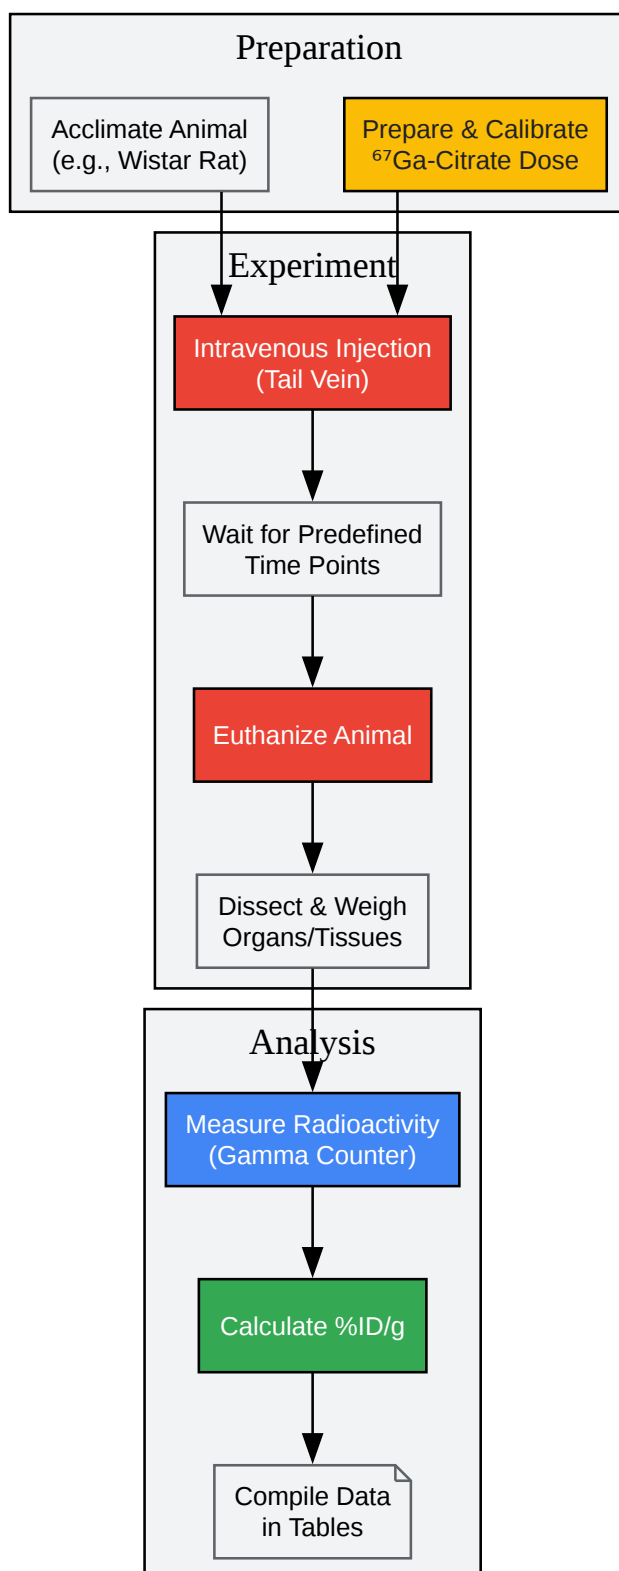 Preparation
Acclimate Animal
(e.g., Wistar Rat)
Prepare & Calibrate
⁶⁷Ga-Citrate Dose
Experiment
Intravenous Injection
(Tail Vein)
Wait for Predefined
Time Points
Euthanize Animal
Dissect & Weigh
Organs/Tissues
Analysis
Measure Radioactivity
(Gamma Counter)
Calculate %ID/g
Compile Data
in Tables